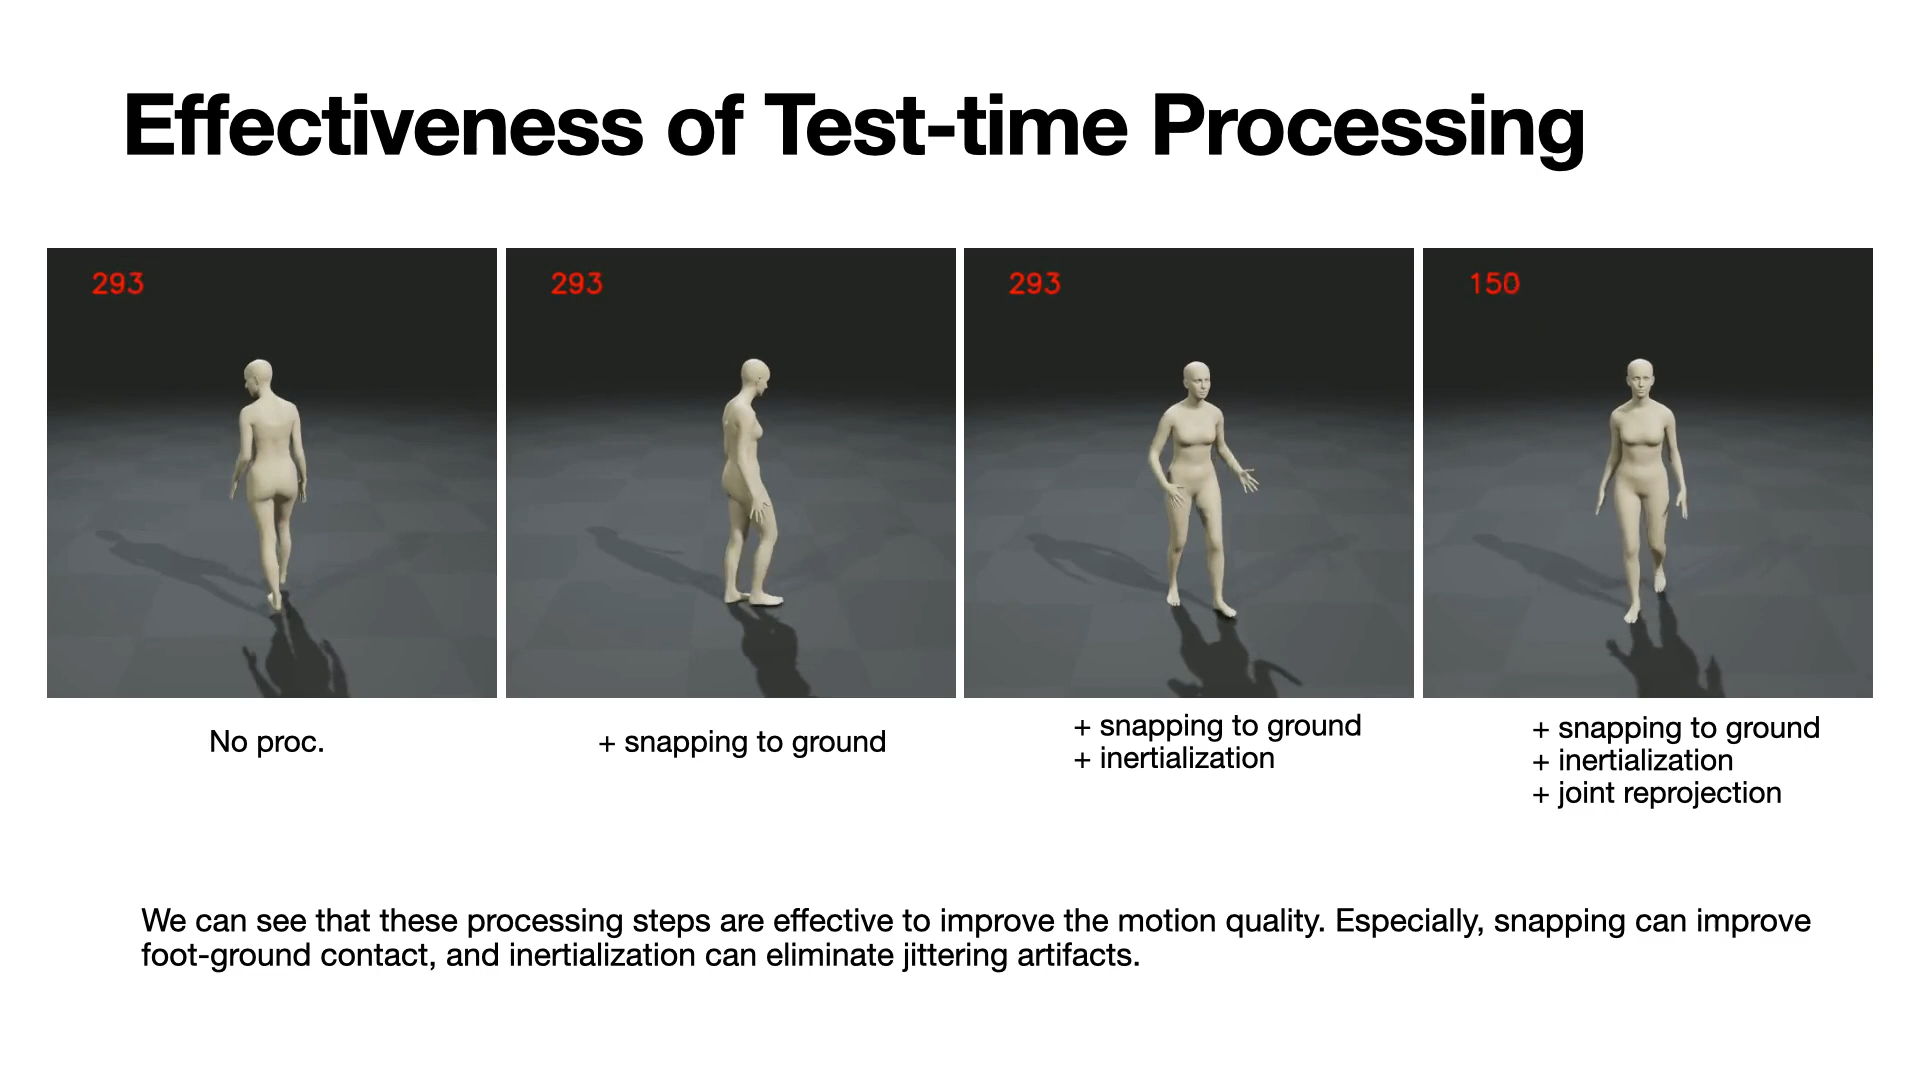 Effectiveness of Test-time Processing
293
293
293
150
No proc.
+ snapping to ground
+ snapping to ground
+ inertialization
+ snapping to ground
+ inertialization
+ joint reprojection
We can see that these processing steps are effective to improve the motion quality. Especially, snapping can improve
foot-ground contact, and inertialization can eliminate jittering artifacts.